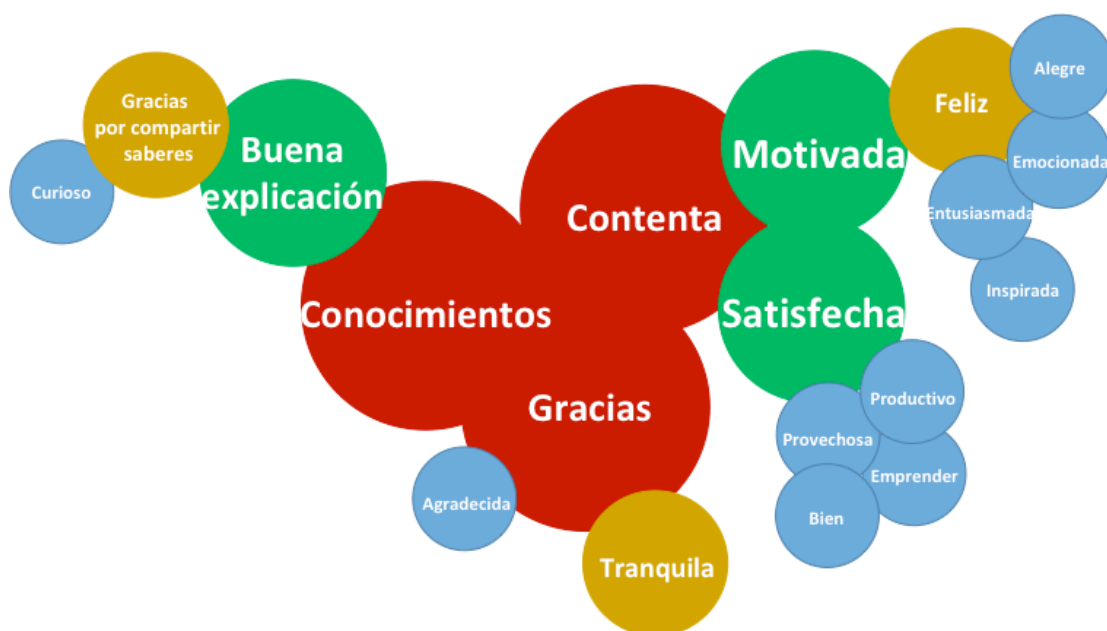 Gracias
por compartir
saberes
Curioso
Buena
explicación
Conocimientos
Contenta
Gracias
Agradecida
Tranquila
Motivada
Satisfecha
Feliz
Alegre
Emocionada
Entusiasmada
Inspirada
Productivo
Provechosa
Emprender
Bien